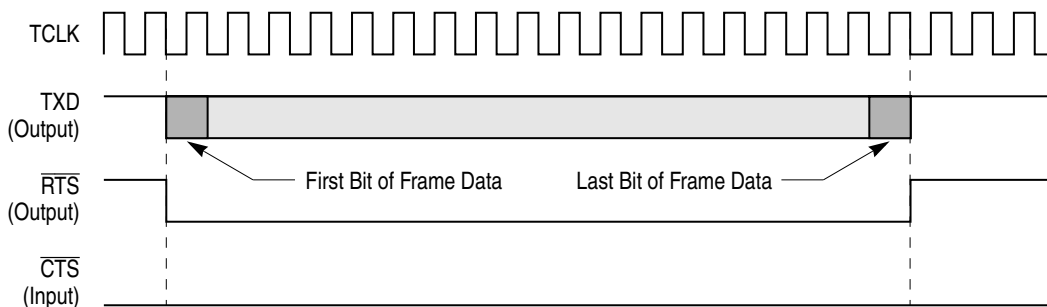 TCLK
TXD
(Output)
First Bit of Frame Data
Last Bit of Frame Data
RTS
(Output)
CTS
(Input)